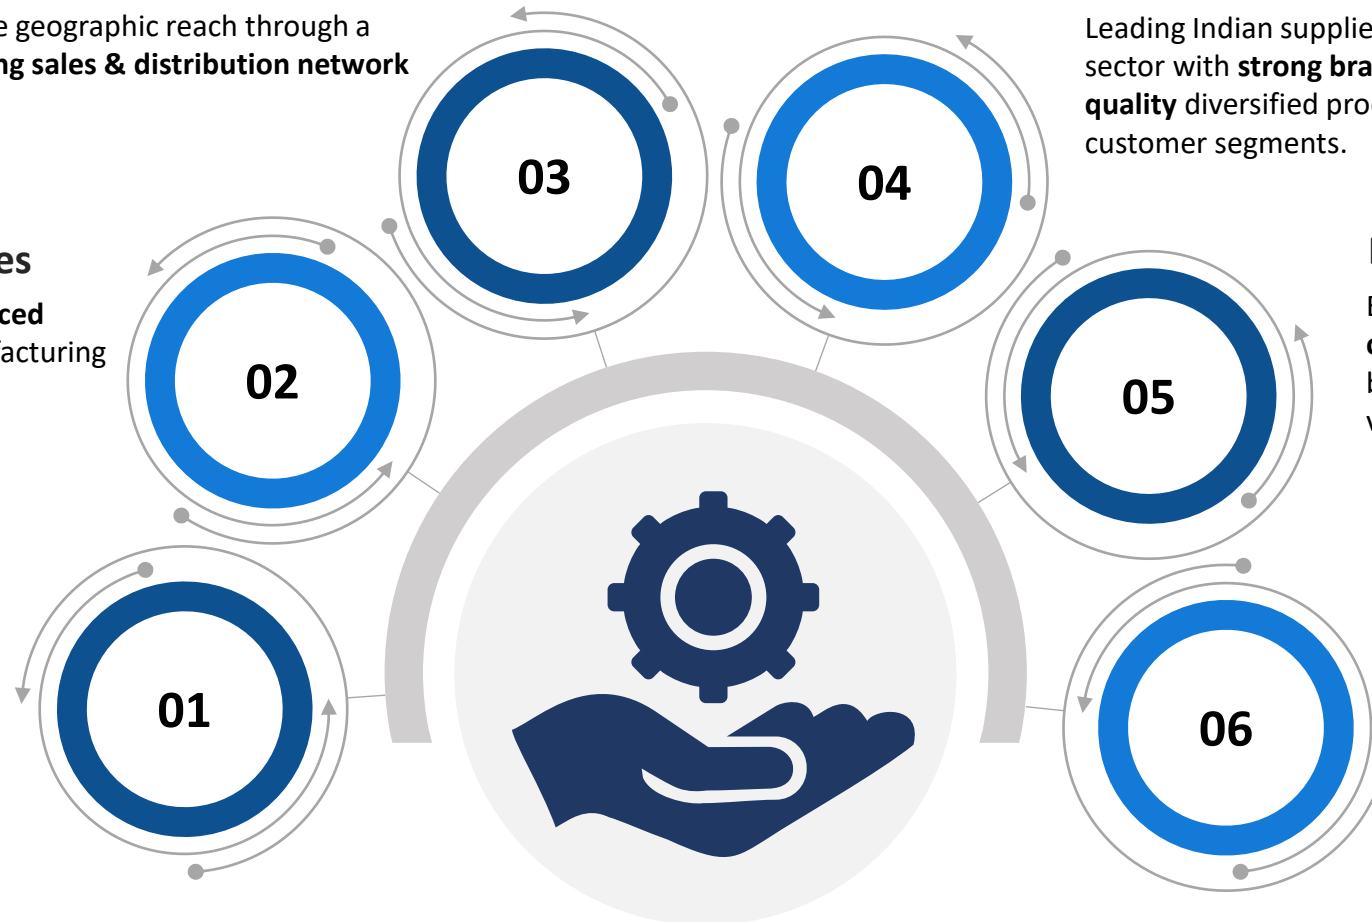 e geographic reach through a
ng sales & distribution network
Leading Indian supplie
sector with strong bra
quality diversified pro
customer segments.
03
04
es
ced
acturing
02
05
01
06